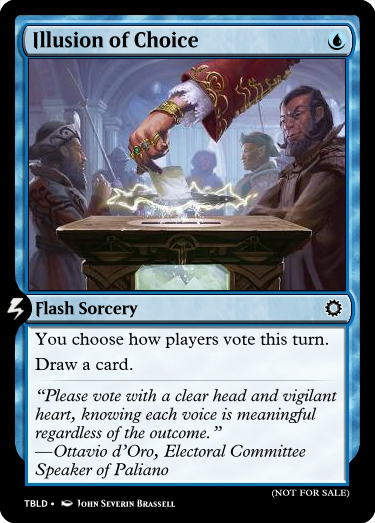 Illusion of Choice
Flash Sorcery
You choose how players vote this turn.
Draw a card.
“Please vote with a clear head and vigilant
heart, knowing each voice is meaningful
regardless of the outcome.”
—Ottavio d’Oro, Electoral Committee
Speaker of Paliano
(NOT FOR SALE)
TBLD • John Severin Brassell